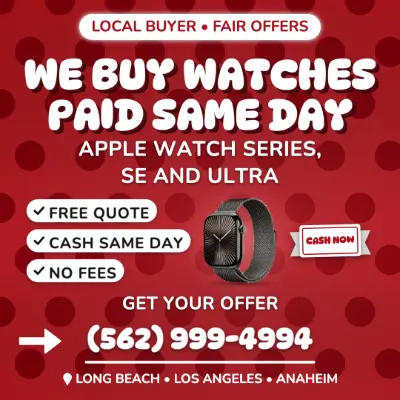 LOCAL BUYER • FAIR OFFERS
WE BUY WATCHES
PAID SAME DAY
APPLE WATCH SERIES,
SE AND ULTRA
FREE QUOTE
CASH SAME DAY
NO FEES
CASH NOW
GET YOUR OFFER
(562) 999-4994
LONG BEACH • LOS ANGELES • ANAHEIM